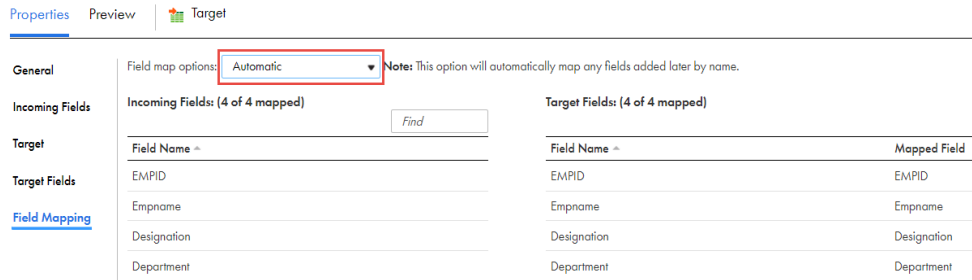 Properties Preview Target
General
Incoming Fields
Target
Target Fields
Field Mapping
Field map options: Automatic Note: This option will automatically map any fields added later by name.
Incoming Fields: (4 of 4 mapped)
Find
Field Name
EMPID
Empname
Designation
Department
Target Fields: (4 of 4 mapped)
Field Name Mapped Field
EMPID EMPID
Empname Empname
Designation Designation
Department Department